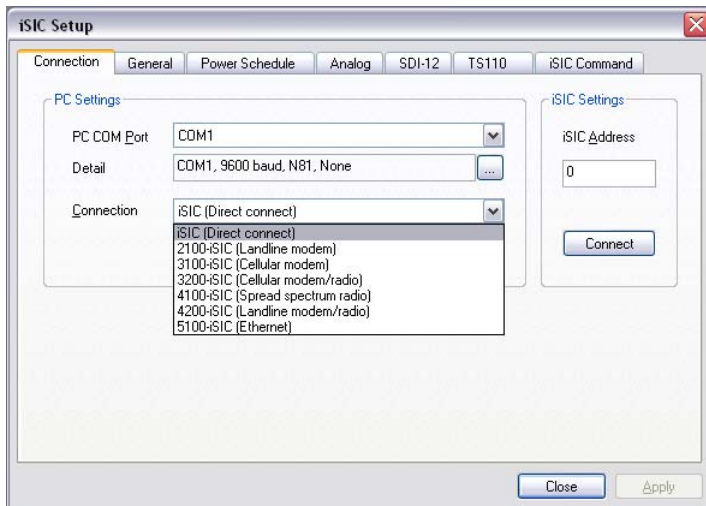 iSIC Setup
Connection General Power Schedule Analog SDI-12 TS110 iSIC Command
PC Settings
PC COM Port COM1
Detail COM1, 9600 baud, N81, None ...
Connection iSIC (Direct connect)
iSIC (Direct connect)
2100-iSIC (Landline modem)
3100-iSIC (Cellular modem)
3200-iSIC (Cellular modem/radio)
4100-iSIC (Spread spectrum radio)
4200-iSIC (Landline modem/radio)
5100-iSIC (Ethernet)
iSIC Settings
iSIC Address
0
Connect
Close Apply